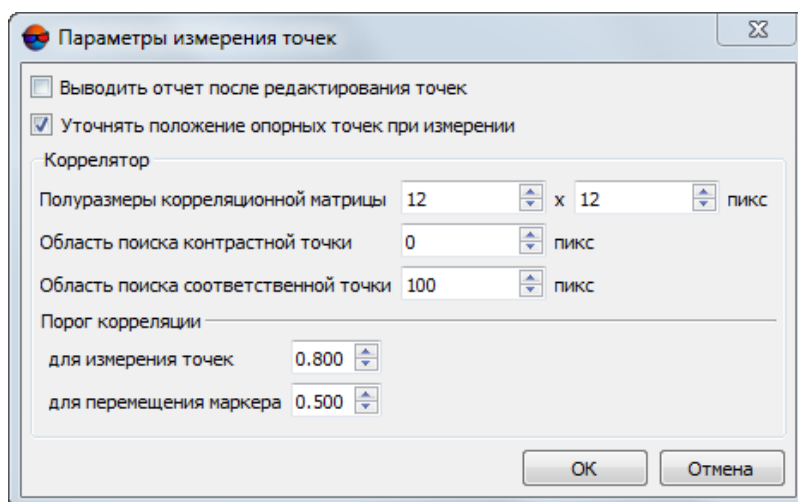 Параметры измерения точек
Выводить отчет после редактирования точек
Уточнять положение опорных точек при измерении
Коррелятор
Полуразмеры корреляционной матрицы 12 x 12 пикс
Область поиска контрастной точки 0 пикс
Область поиска соответственной точки 100 пикс
Порог корреляции
для измерения точек 0.800
для перемещения маркера 0.500
ОК Отмена